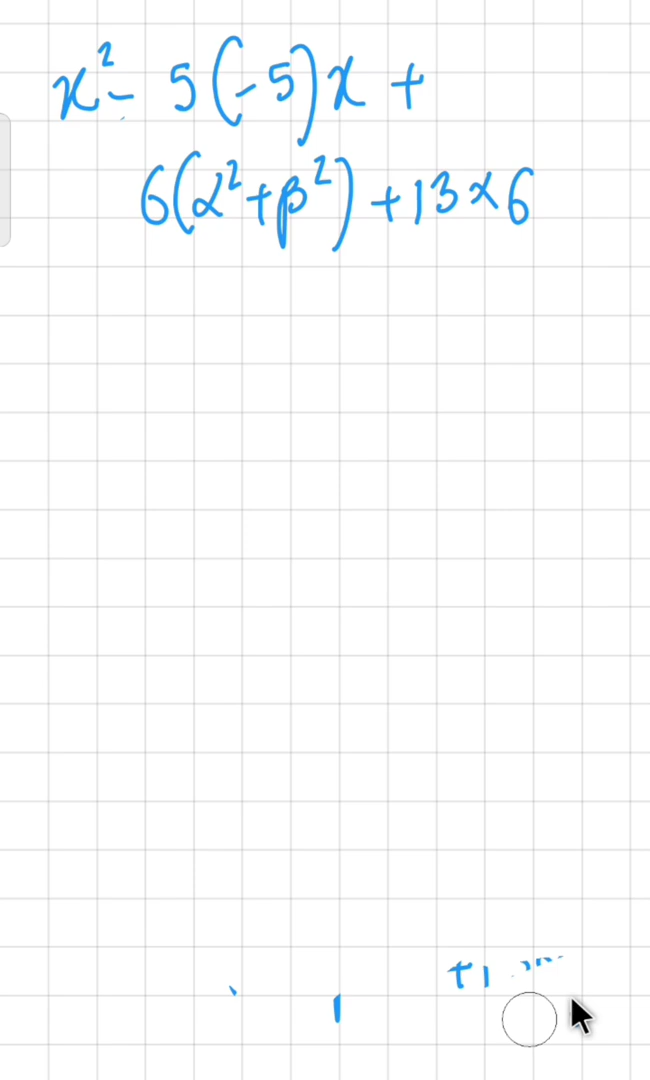 x² - 5(-5)x +
6(α²+β²) +13×6